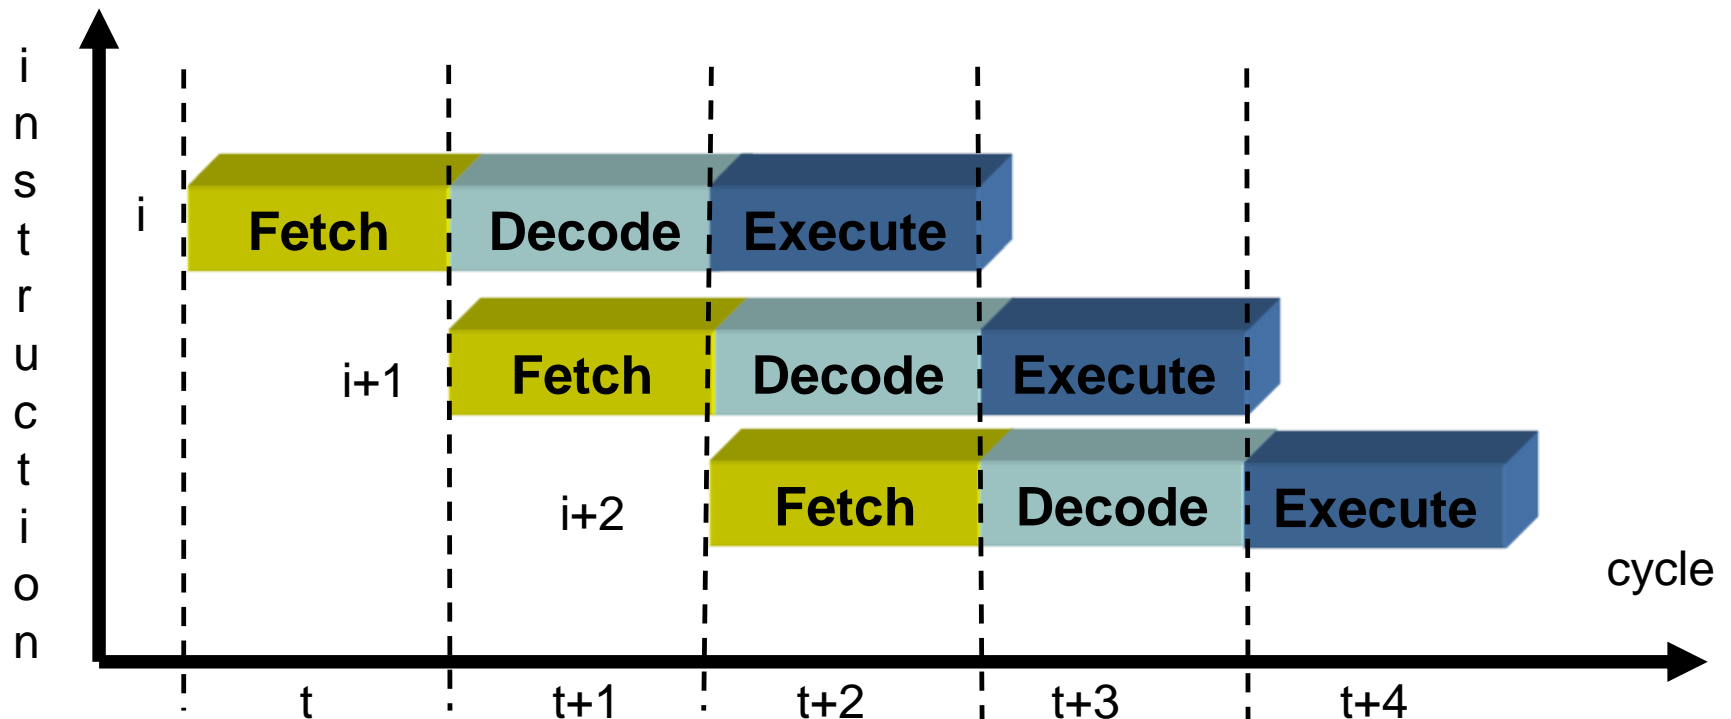 instruction
i Fetch Decode Execute
i+1 Fetch Decode Execute
i+2 Fetch Decode Execute
cycle
t t+1 t+2 t+3 t+4